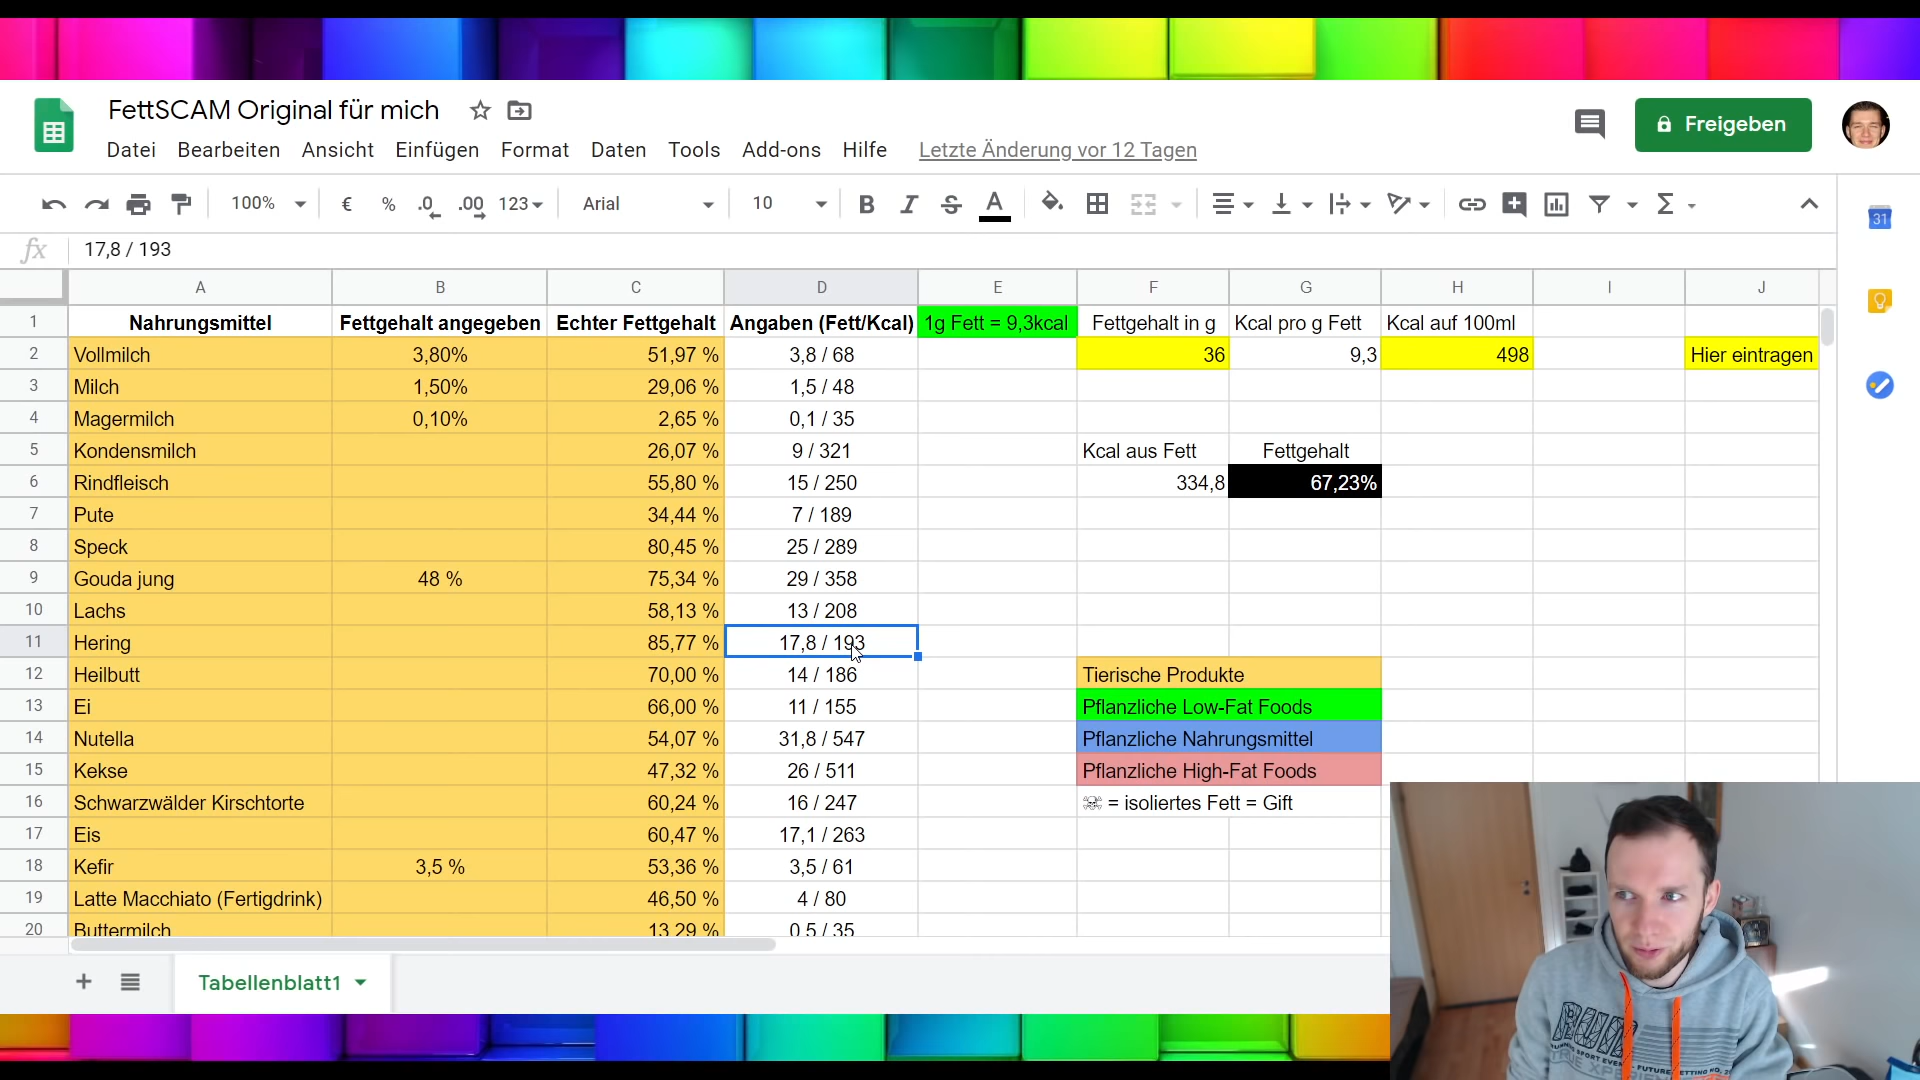 FettSCAM Original für mich
Datei Bearbeiten Ansicht Einfügen Format Daten Tools Add-ons Hilfe Letzte Änderung vor 12 Tagen
Freigeben
100% € % .0 .00 123 Arial 10 B I S A
31
fx 17,8 / 193
A B C D E F G H I J
1 Nahrungsmittel Fettgehalt angegeben Echter Fettgehalt Angaben (Fett/Kcal) 1g Fett = 9,3kcal Fettgehalt in g Kcal pro g Fett Kcal auf 100ml
2 Vollmilch 3,80% 51,97 % 3,8 / 68 36 9,3 498 Hier eintragen
3 Milch 1,50% 29,06 % 1,5 / 48
4 Magermilch 0,10% 2,65 % 0,1 / 35
5 Kondensmilch 26,07 % 9 / 321 Kcal aus Fett Fettgehalt
6 Rindfleisch 55,80 % 15 / 250 334,8 67,23%
7 Pute 34,44 % 7 / 189
8 Speck 80,45 % 25 / 289
9 Gouda jung 48 % 75,34 % 29 / 358
10 Lachs 58,13 % 13 / 208
11 Hering 85,77 % 17,8 / 193
12 Heilbutt 70,00 % 14 / 186 Tierische Produkte
13 Ei 66,00 % 11 / 155 Pflanzliche Low-Fat Foods
14 Nutella 54,07 % 31,8 / 547 Pflanzliche Nahrungsmittel
15 Kekse 47,32 % 26 / 511 Pflanzliche High-Fat Foods
16 Schwarzwälder Kirschtorte 60,24 % 16 / 247 ☠ = isoliertes Fett = Gift
17 Eis 60,47 % 17,1 / 263
18 Kefir 3,5 % 53,36 % 3,5 / 61
19 Latte Macchiato (Fertigdrink) 46,50 % 4 / 80
20 Buttermilch 13,29 % 0,5 / 35
Tabellenblatt1
RUN